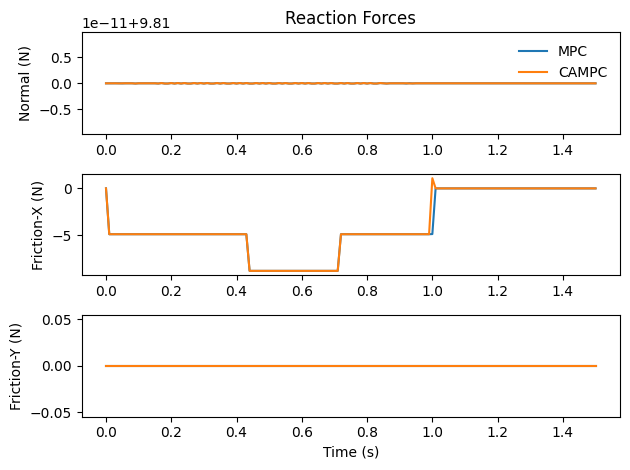 Reaction Forces
1e−11+9.81
Normal (N)
0.5
0.0
−0.5
MPC
CAMPC
0.0 0.2 0.4 0.6 0.8 1.0 1.2 1.4
Friction-X (N)
0
−5
0.0 0.2 0.4 0.6 0.8 1.0 1.2 1.4
Friction-Y (N)
0.05
0.00
−0.05
0.0 0.2 0.4 0.6 0.8 1.0 1.2 1.4
Time (s)